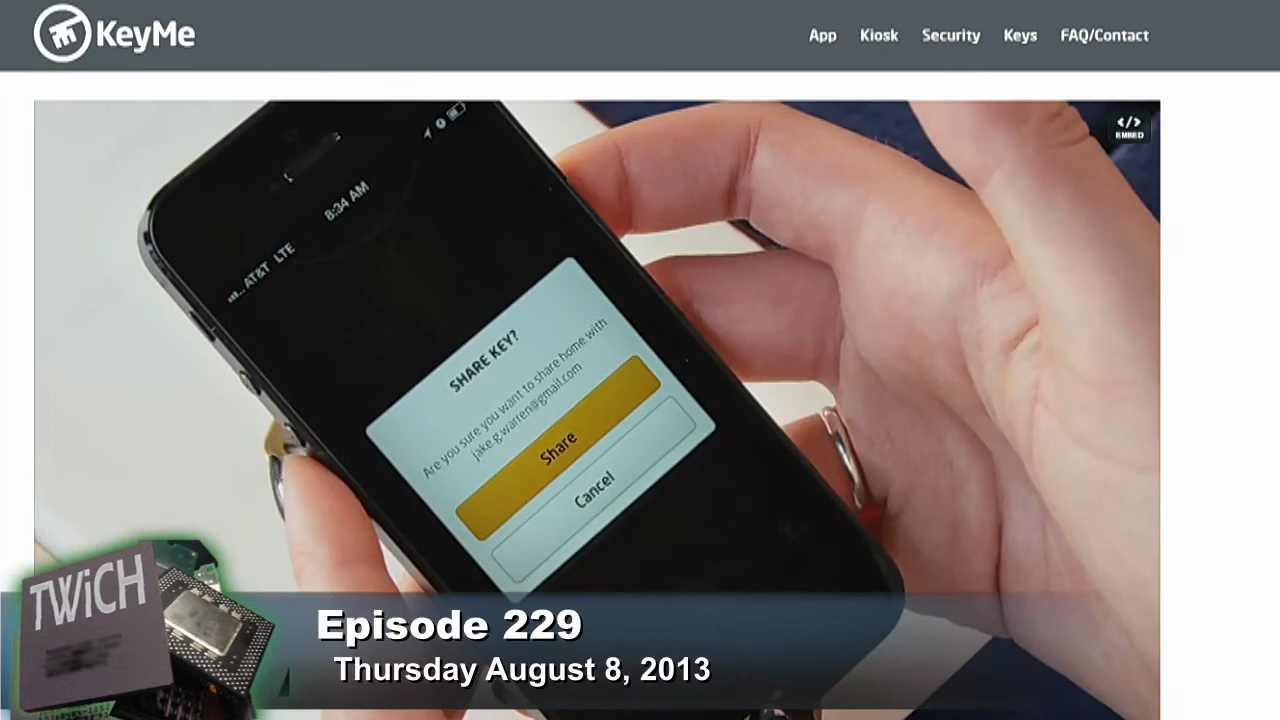 KeyMe
App Kiosk Security Keys FAQ/Contact
</>
EMBED
8:34 AM
AT&T LTE
SHARE KEY?
Are you sure you want to share home with
jake.g.warren@gmail.com
Share
Cancel
TWiCH
Episode 229
Thursday August 8, 2013